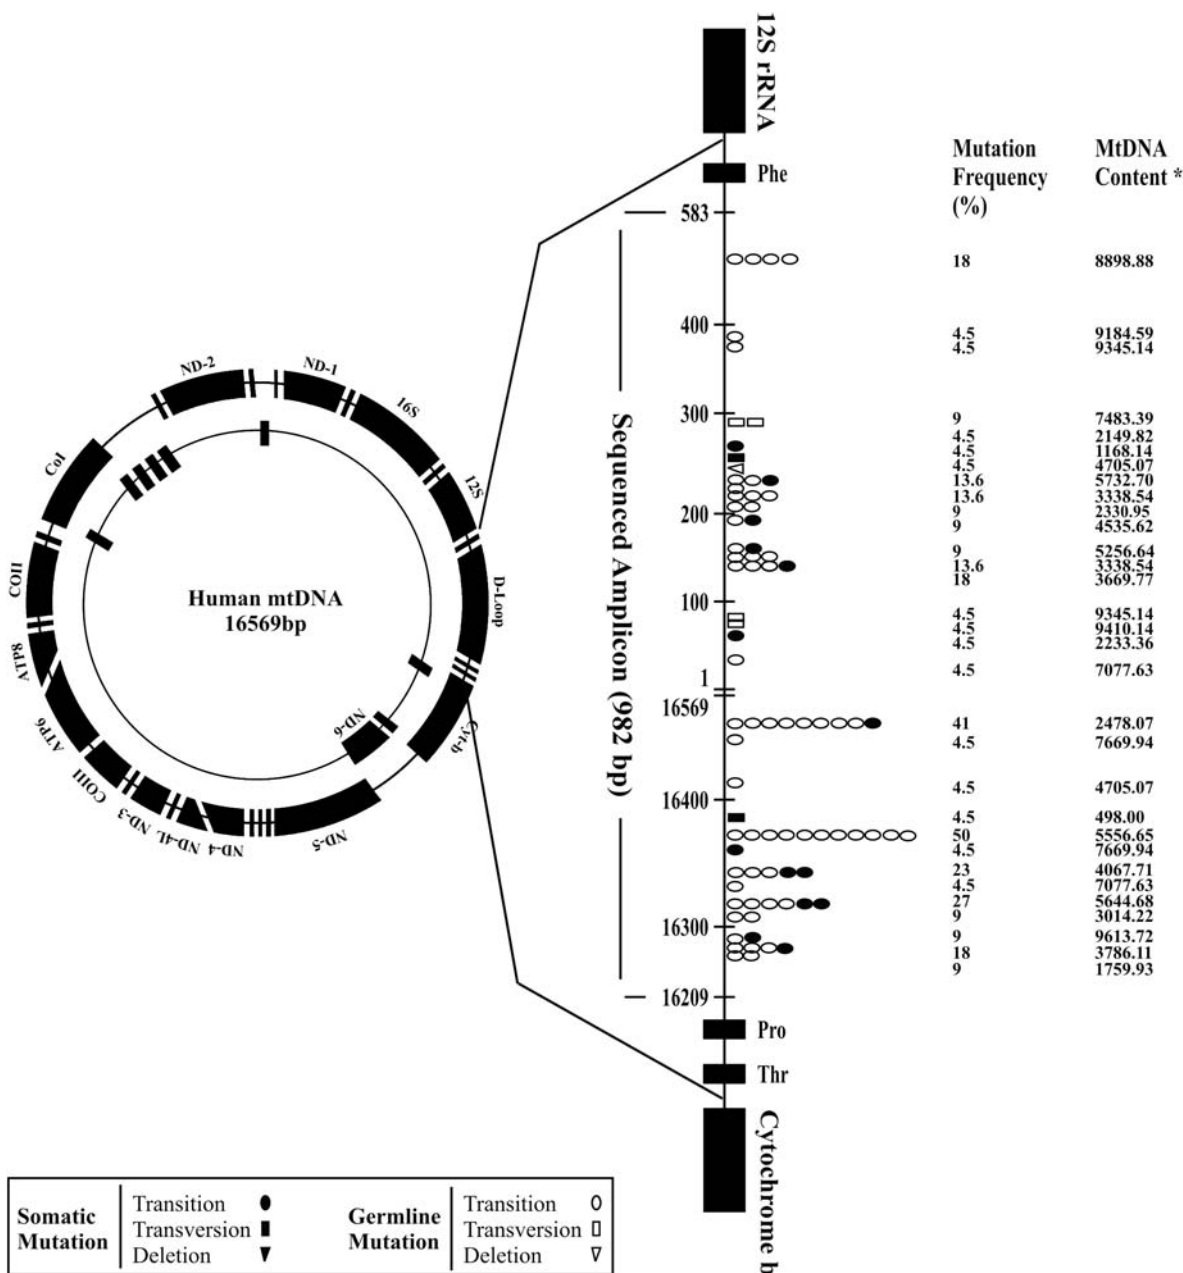 12S rRNA
Mutation Frequency (%)
MtDNA Content *
Phe
583
18 8898.88
400
4.5 9184.59
4.5 9345.14
300
9 7483.39
4.5 2149.82
4.5 1168.14
4.5 4705.07
13.6 5732.70
13.6 3338.54
9 2330.95
9 4535.62
200
9 5256.64
13.6 3338.54
18 3669.77
100
4.5 9345.14
4.5 9410.14
4.5 2233.36
4.5 7077.63
1
16569
41 2478.07
4.5 7669.94
4.5 4705.07
16400
4.5 498.00
50 5556.65
4.5 7669.94
23 4067.71
4.5 7077.63
27 5644.68
9 3014.22
16300
9 9613.72
18 3786.11
9 1759.93
16209
Pro
Thr
Cytochrome b
Sequenced Amplicon (982 bp)
Human mtDNA
16569bp
ND-2
ND-1
16S
12S
D-Loop
Cyt-b
ND-6
ND-5
ND-4
ND-4L
ND-3
COIII
ATP6
ATP8
COII
CoI
Somatic Mutation
Transition
Transversion
Deletion
Germline Mutation
Transition
Transversion
Deletion